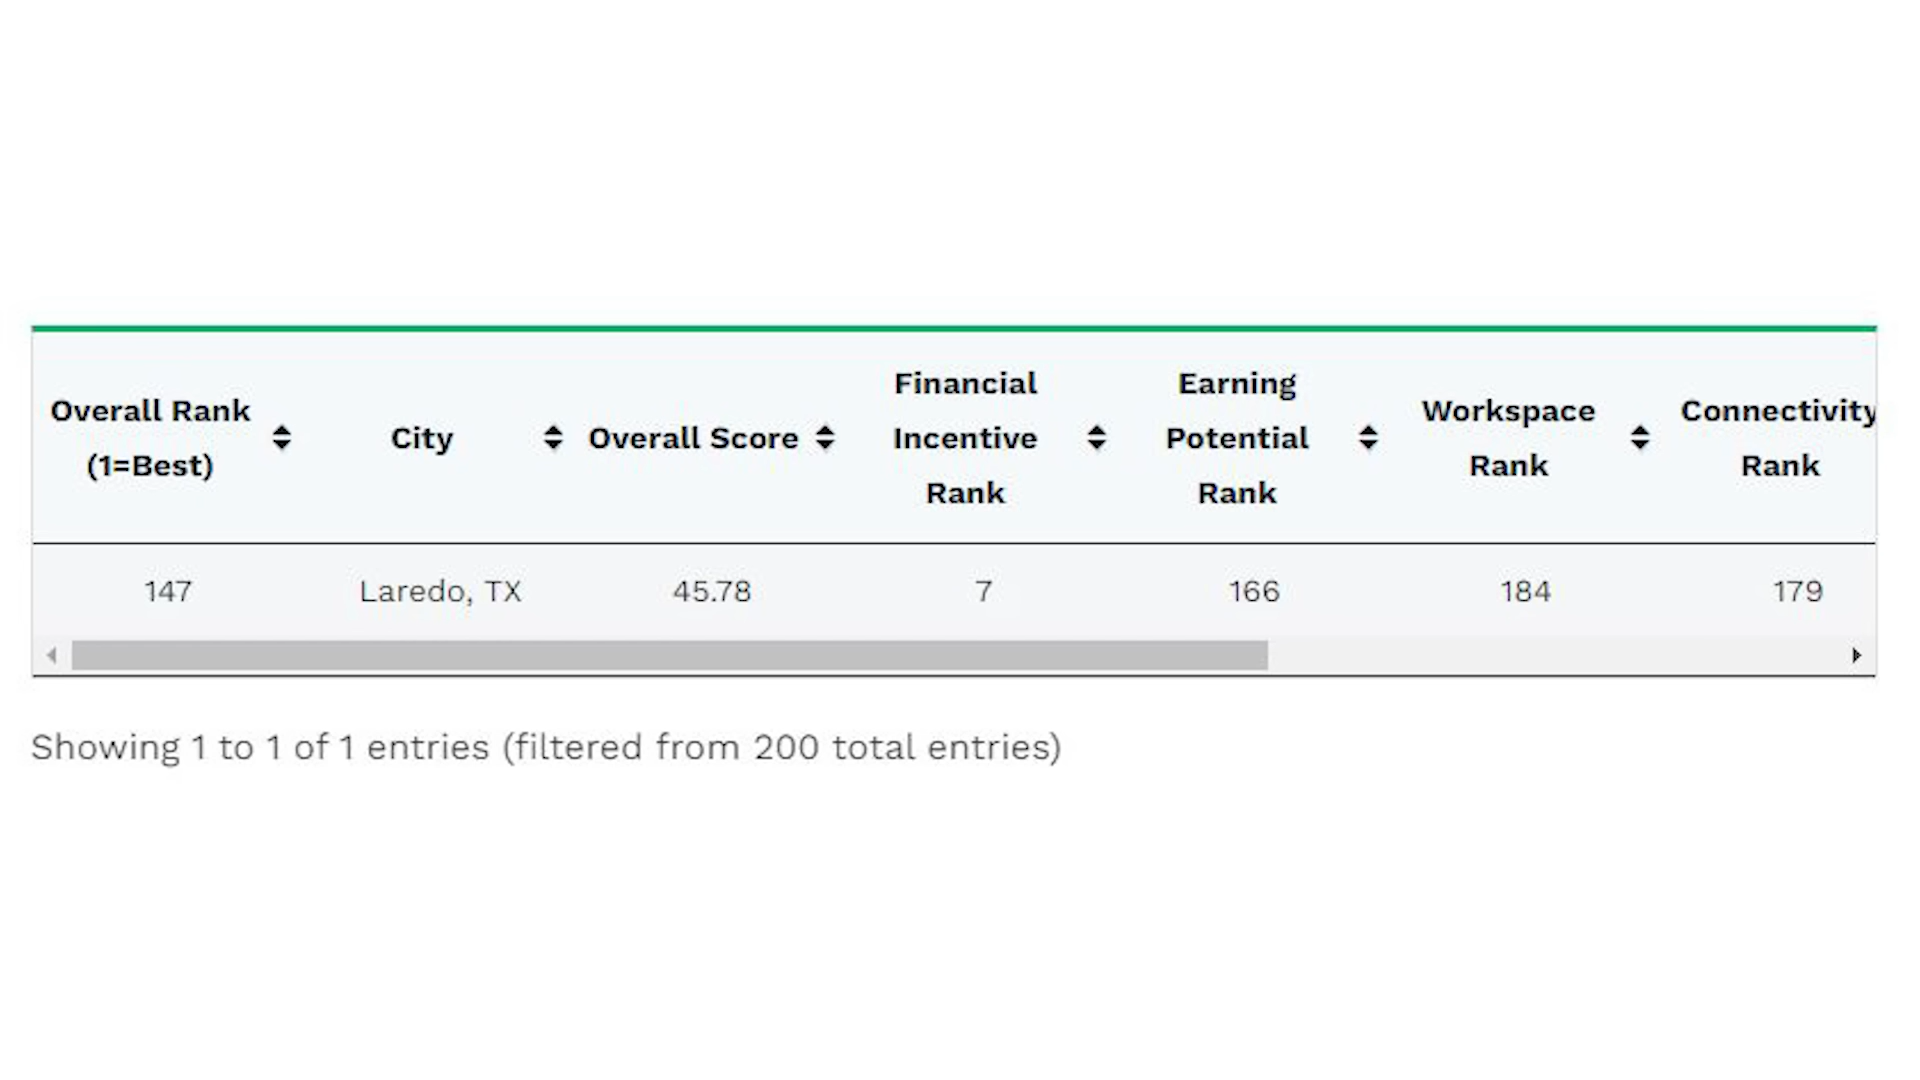 Overall Rank
(1=Best)
City
Overall Score
Financial
Incentive
Rank
Earning
Potential
Rank
Workspace
Rank
Connectivity
Rank
147 Laredo, TX 45.78 7 166 184 179
Showing 1 to 1 of 1 entries (filtered from 200 total entries)